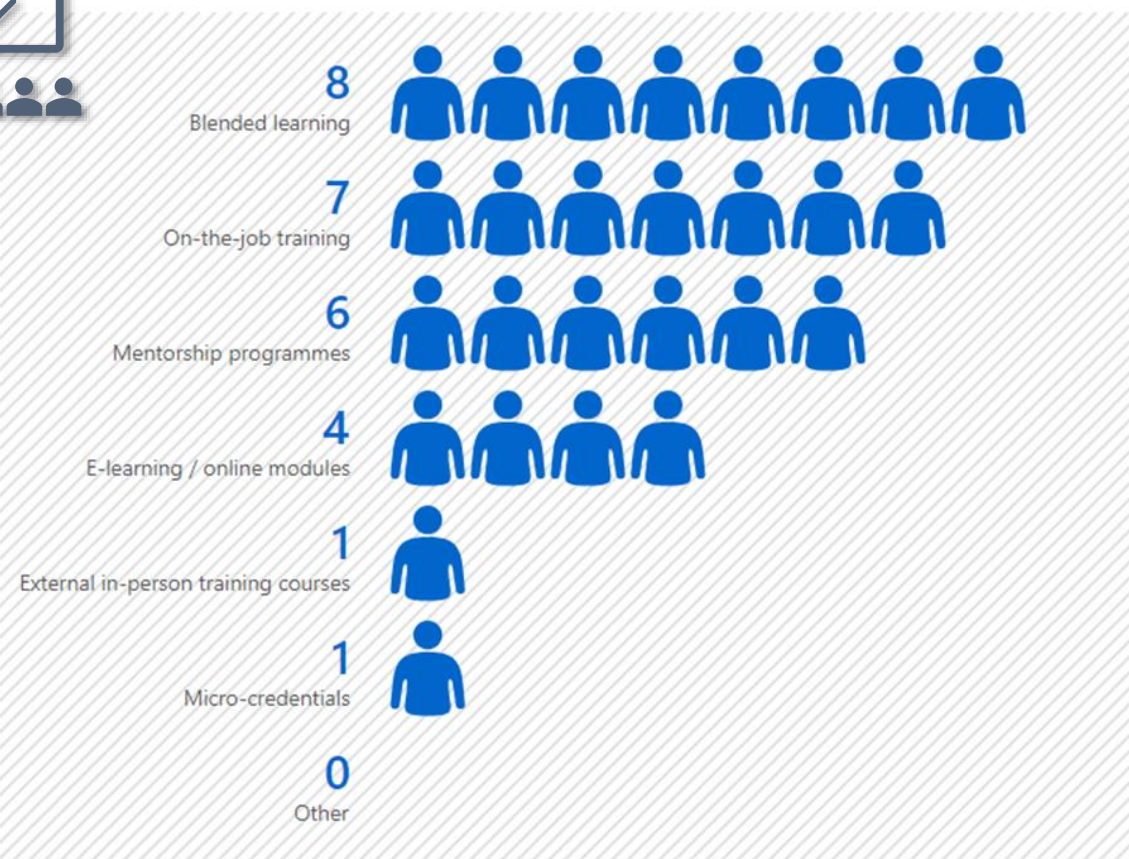 8
Blended learning
7
On-the-job training
6
Mentorship programmes
4
E-learning / online modules
1
External in-person training courses
1
Micro-credentials
0
Other